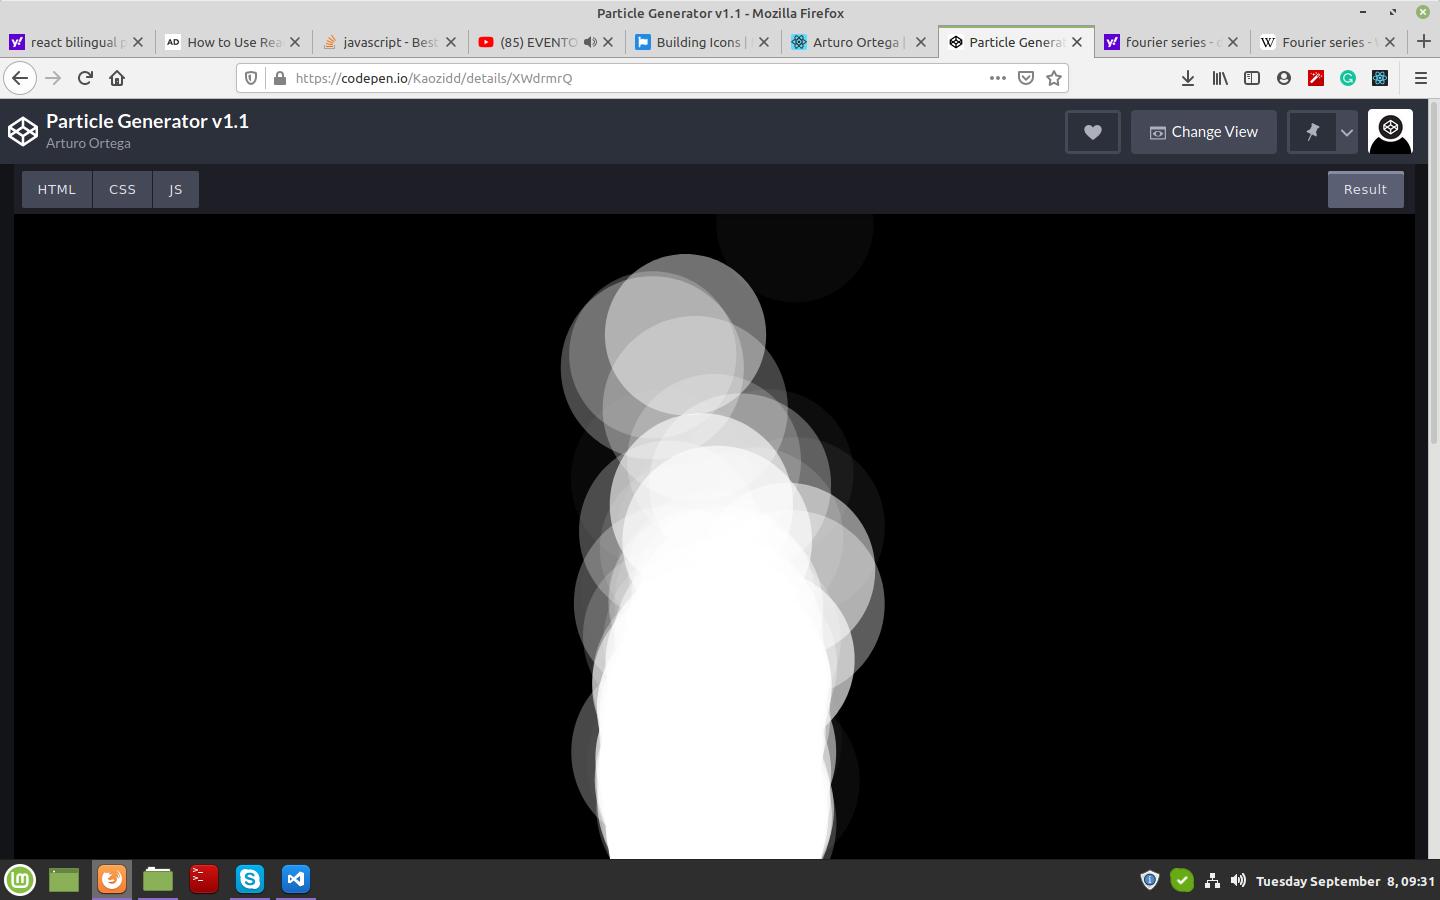 Particle Generator v1.1 - Mozilla Firefox
react bilingual p
AD How to Use Rea
javascript - Best
(85) EVENTO
Building Icons |
Arturo Ortega |
Particle Generat
fourier series - d
W Fourier series - W
https://codepen.io/Kaozidd/details/XWdrmrQ
Particle Generator v1.1
Arturo Ortega
Change View
HTML
CSS
JS
Result
Tuesday September 8, 09:31